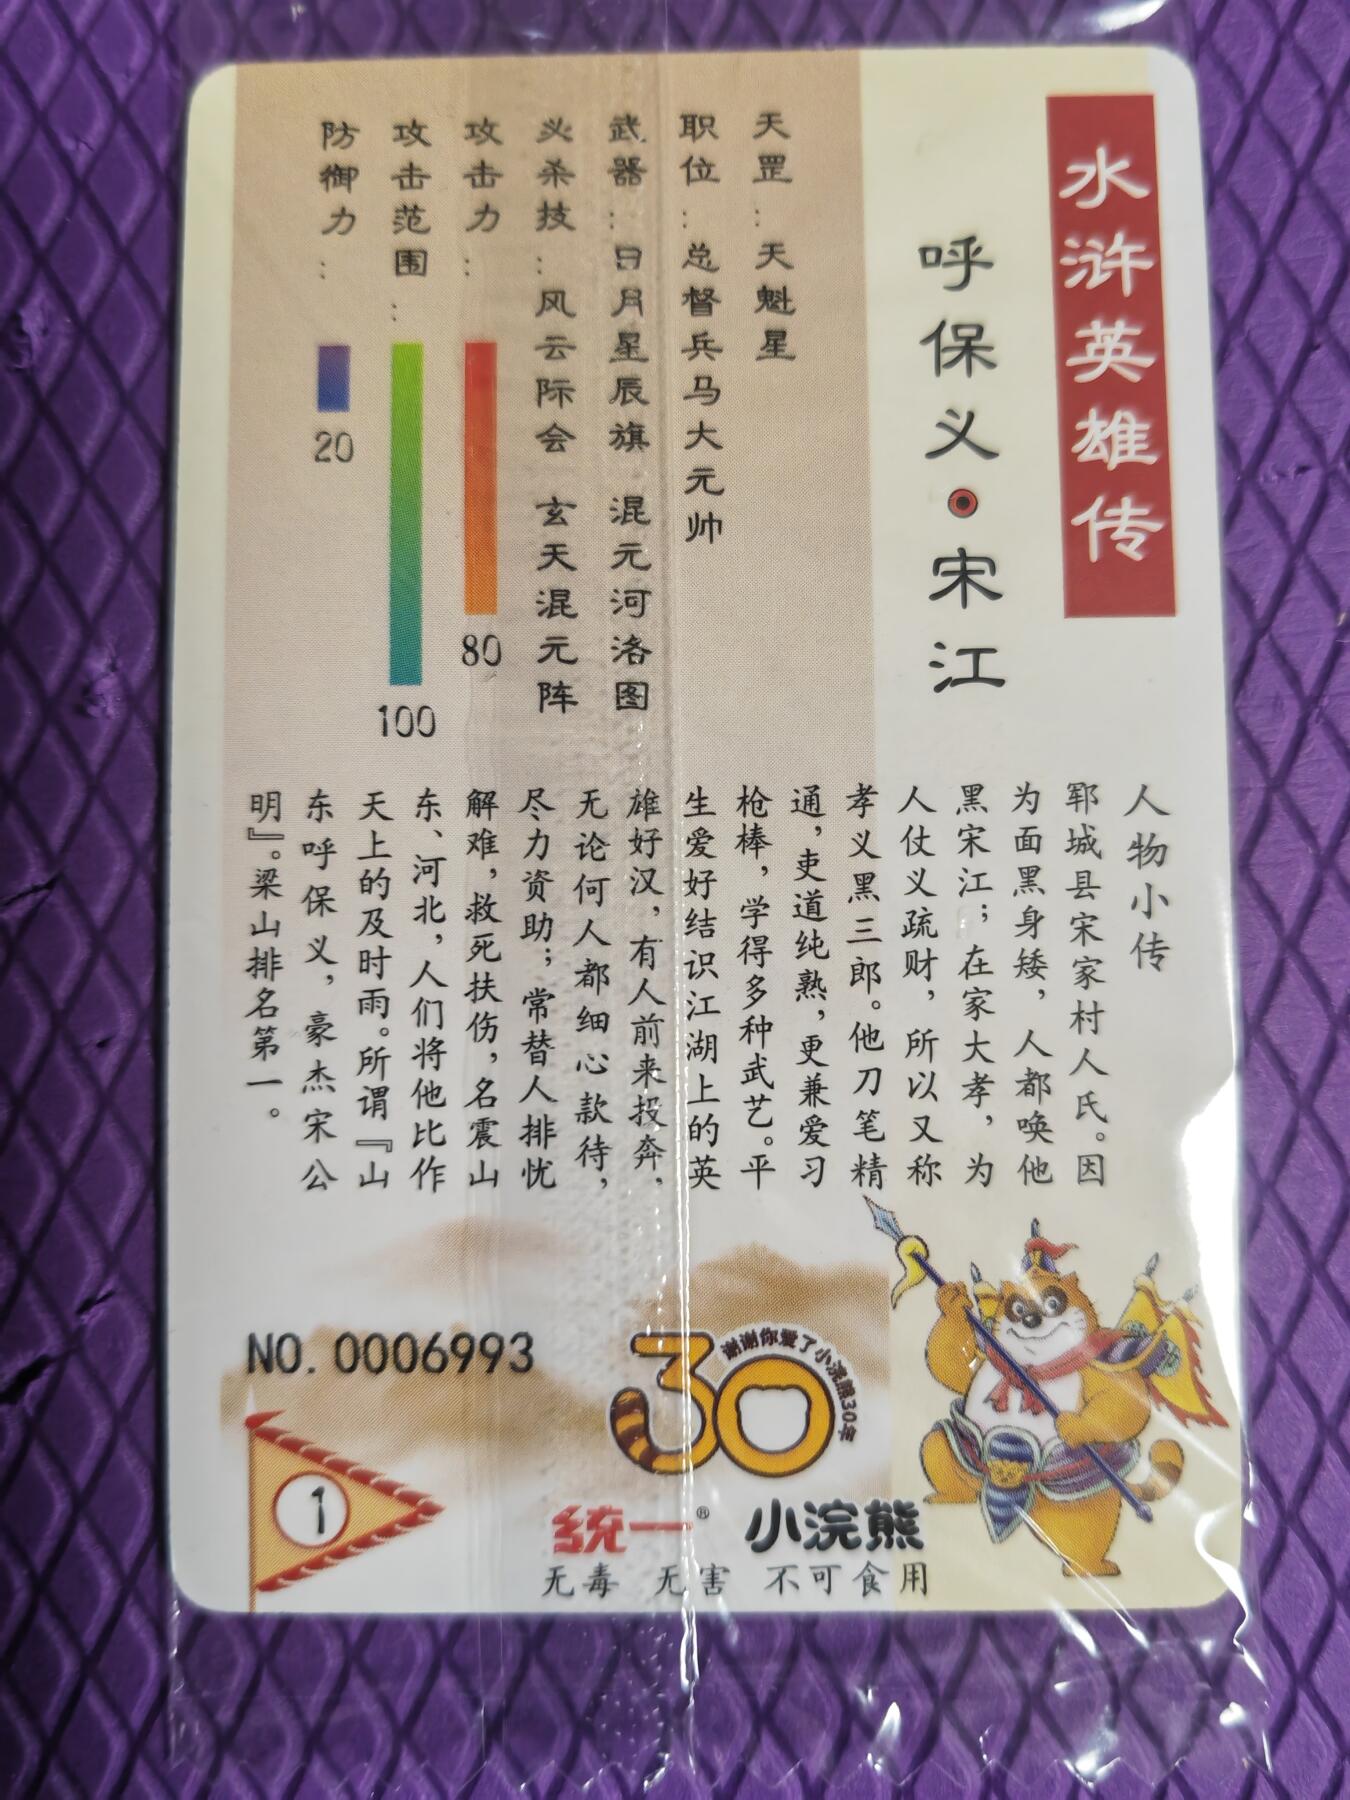 水浒英雄传
呼保义·宋江
天罡：天魁星
职位：总督兵马大元帅
武器：日月星辰旗 混元河洛图
必杀技：风云际会 玄天混元阵
攻击力：
80
攻击范围：
100
防御力：
20
人物小传
郓城县宋家村人氏。因
为面黑身矮，人都唤他
黑宋江；在家大孝，为
人仗义疏财，所以又称
孝义黑三郎。他刀笔精
通，吏道纯熟，更兼爱习
枪棒，学得多种武艺。平
生爱好结识江湖上的英
雄好汉，有人前来投奔，
无论何人都细心款待，
尽力资助；常替人排忧
解难，救死扶伤，名震山
东、河北，人们将他比作
天上的及时雨。所谓『山
东呼保义，豪杰宋公
明』。梁山排名第一。
NO.0006993
30
谢谢你爱了小浣熊30年
1
统一® 小浣熊
无毒 无害 不可食用